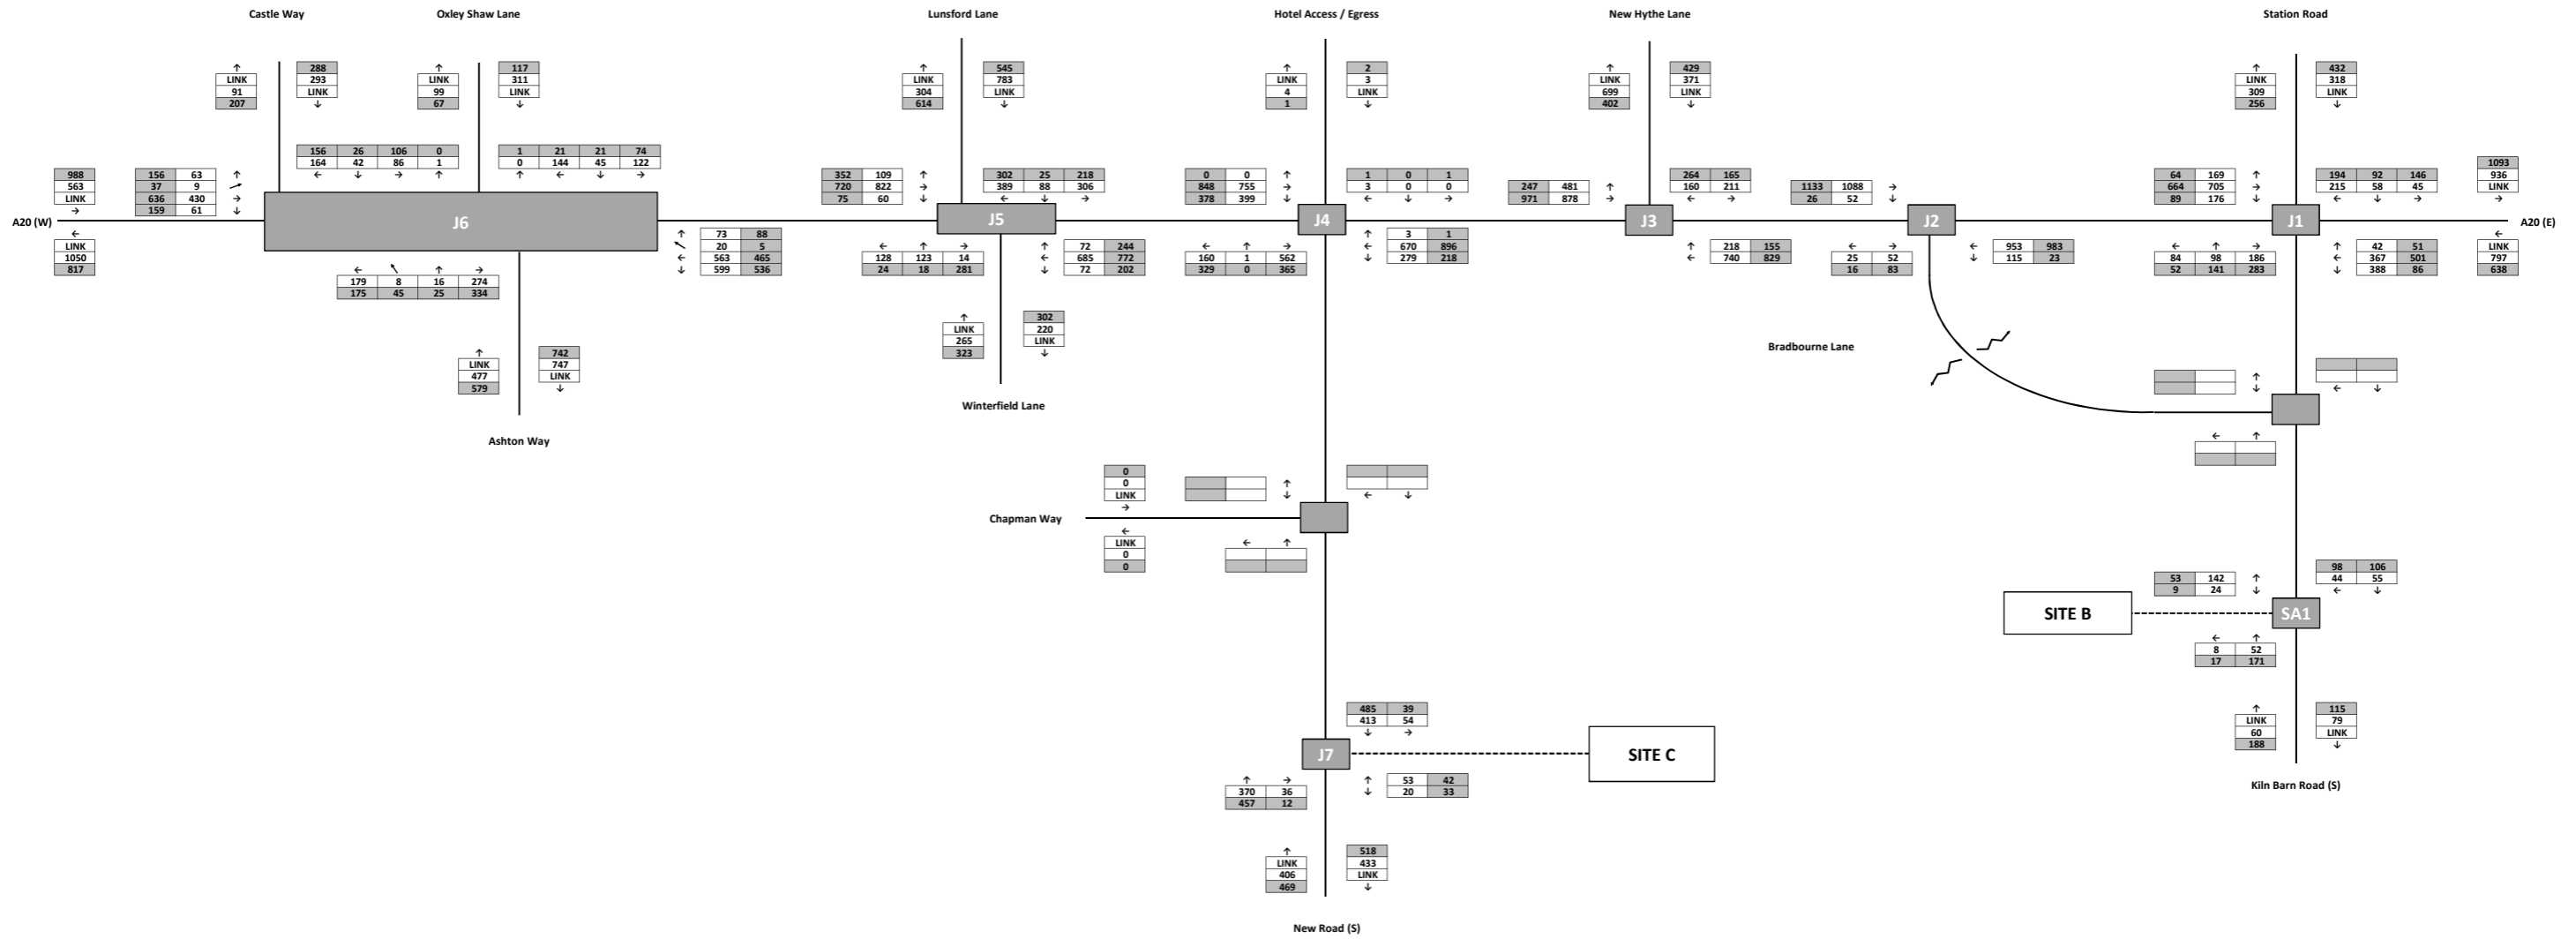 Castle Way
Oxley Shaw Lane
Lunsford Lane
Hotel Access / Egress
New Hythe Lane
Station Road
↑
LINK
91
207
288
293
LINK
↓
↑
LINK
99
67
117
311
LINK
↓
↑
LINK
304
614
545
783
LINK
↓
↑
LINK
4
1
2
3
LINK
↓
↑
LINK
699
402
429
371
LINK
↓
↑
LINK
309
256
432
318
LINK
↓
156 26 106 0
164 42 86 1
← ↓ → ↑
1 21 21 74
0 144 45 122
↑ ← ↓ →
988
563
LINK
→
156 63 ↑
37 9
636 430 →
159 61 ↓
352 109 ↑
720 822 →
75 60 ↓
302 25 218
389 88 306
← ↓ →
0 0 ↑
848 755 →
378 399 ↓
1 0 1
3 0 0
← ↓ →
247 481 ↑
971 878 →
264 165
160 211
← →
1133 1088 →
26 52 ↓
64 169 ↑
664 705 →
89 176 ↓
194 92 146
215 58 45
← ↓ →
1093
936
LINK
→
A20 (W)
J6
J5
J4
J3
J2
J1
A20 (E)
←
LINK
1050
817
← ↖ ↑ →
179 8 16 274
175 45 25 334
↑ 73 88
↖ 20 5
← 563 465
↓ 599 536
← ↑ →
128 123 14
24 18 281
↑ 72 244
← 685 772
↓ 72 202
← ↑ →
160 1 562
329 0 365
↑ 3 1
← 670 896
↓ 279 218
↑ 218 155
← 740 829
← →
25 52
16 83
← 953 983
↓ 115 23
← ↑ →
84 98 186
52 141 283
↑ 42 51
← 367 501
↓ 388 86
←
LINK
797
638
↑
LINK
477
579
742
747
LINK
↓
Ashton Way
↑
LINK
265
323
302
220
LINK
↓
Winterfield Lane
Bradbourne Lane
↑
↓
← ↓
← ↑
0
0
LINK
→
↑
↓
← ↓
Chapman Way
←
LINK
0
0
← ↑
53 142 ↑
9 24 ↓
98 106
44 55
← ↓
SITE B
SA1
← ↑
8 52
17 171
↑
LINK
60
188
115
79
LINK
↓
Kiln Barn Road (S)
485 39
413 54
↓ →
J7
SITE C
↑ →
370 36
457 12
↑ 53 42
↓ 20 33
↑
LINK
406
469
518
433
LINK
↓
New Road (S)